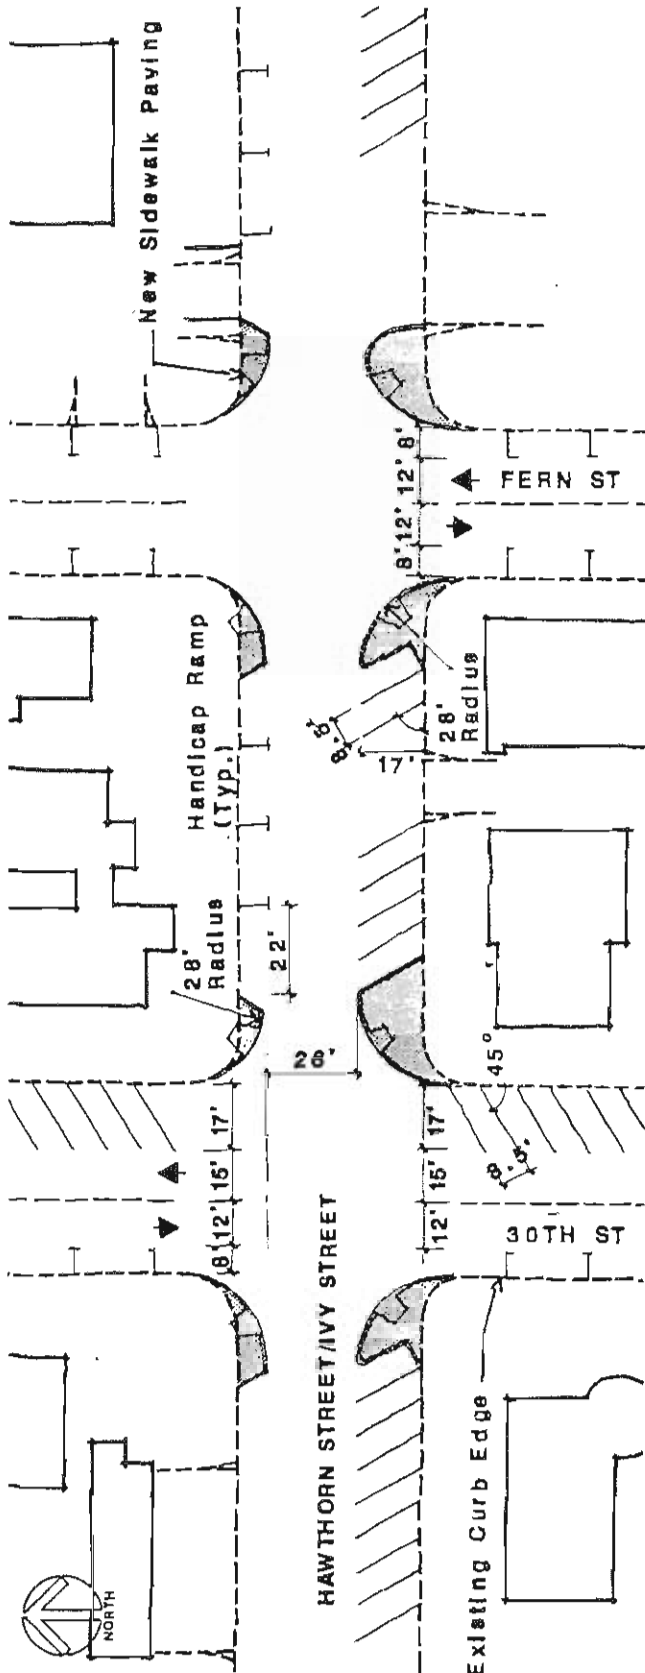 New Sidewalk Paving
8'
12'
FERN ST
12'
8'
Handicap Ramp
(Typ.)
28'
Radius
8.5'
17'
28'
Radius
22'
26'
45°
17'
15'
12'
8'
17'
15'
12'
8.5'
30TH ST
HAWTHORN STREET/IVY STREET
Existing Curb Edge
NORTH